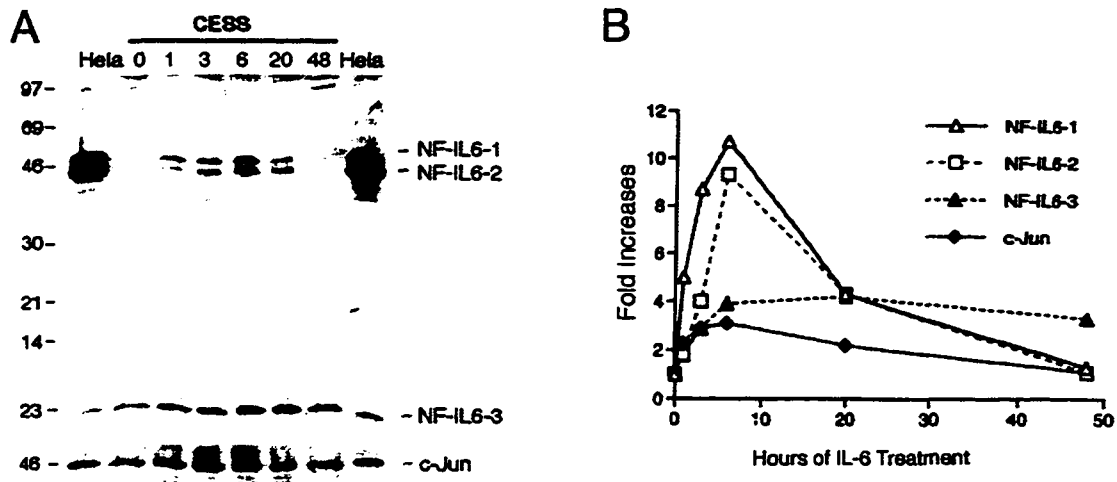 A
CESS
Hela 0 1 3 6 20 48 Hela
97-
69-
46-
30-
21-
14-
23-
46-
- NF-IL6-1
- NF-IL6-2
- NF-IL6-3
- c-Jun
B
12
10
8
6
4
2
0
Fold Increases
0 10 20 30 40 50
Hours of IL-6 Treatment
NF-IL6-1
NF-IL6-2
NF-IL6-3
c-Jun